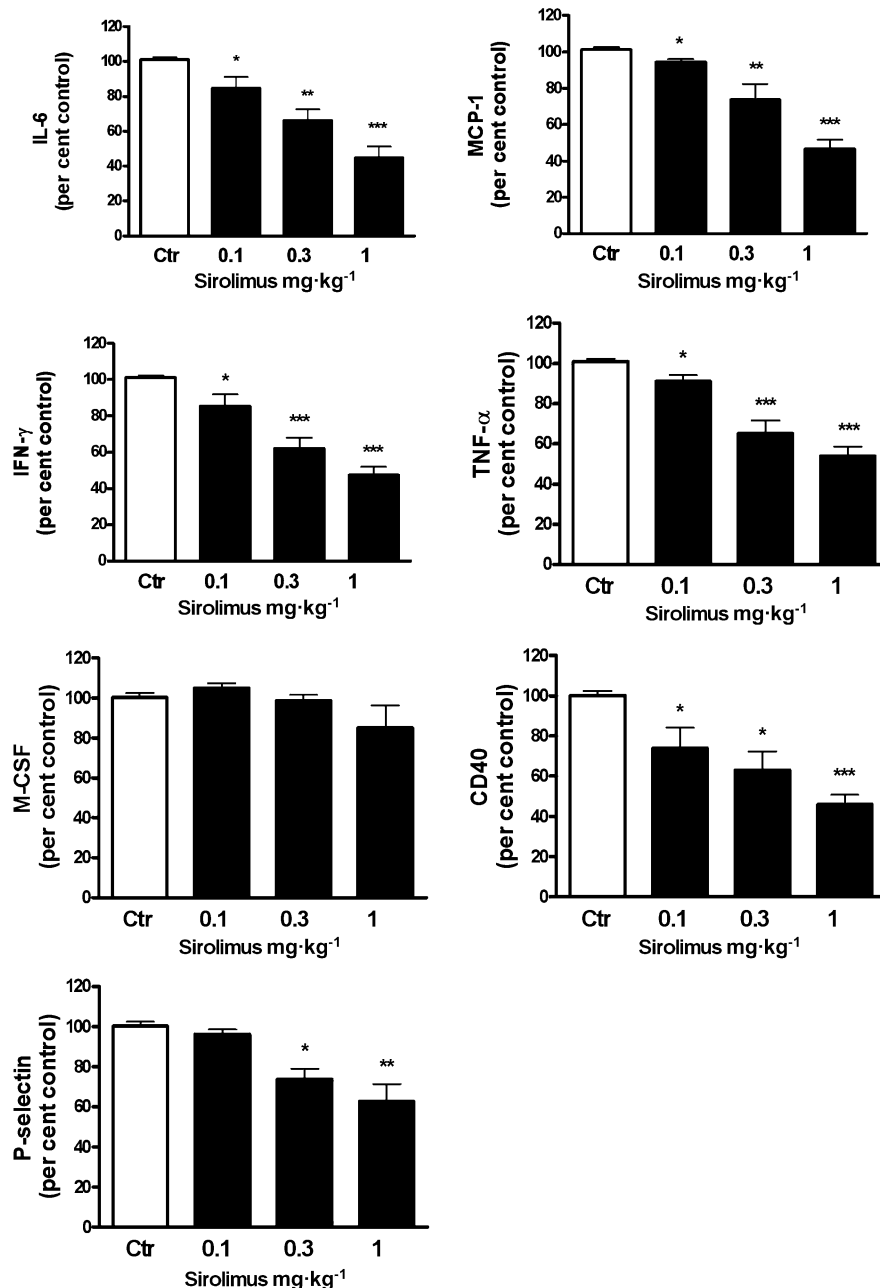 IL-6
(per cent control)
120
100
80
60
40
20
0
*
**
***
Ctr 0.1 0.3 1
Sirolimus mg·kg-1
MCP-1
(per cent control)
120
100
80
60
40
20
0
*
**
***
Ctr 0.1 0.3 1
Sirolimus mg·kg-1
IFN-γ
(per cent control)
120
100
80
60
40
20
0
*
***
***
Ctr 0.1 0.3 1
Sirolimus mg·kg-1
TNF-α
(per cent control)
120
100
80
60
40
20
0
*
***
***
Ctr 0.1 0.3 1
Sirolimus mg·kg-1
M-CSF
(per cent control)
120
100
80
60
40
20
0
Ctr 0.1 0.3 1
Sirolimus mg·kg-1
CD40
(per cent control)
120
100
80
60
40
20
0
*
*
***
Ctr 0.1 0.3 1
Sirolimus mg·kg-1
P-selectin
(per cent control)
120
100
80
60
40
20
0
*
**
Ctr 0.1 0.3 1
Sirolimus mg·kg-1